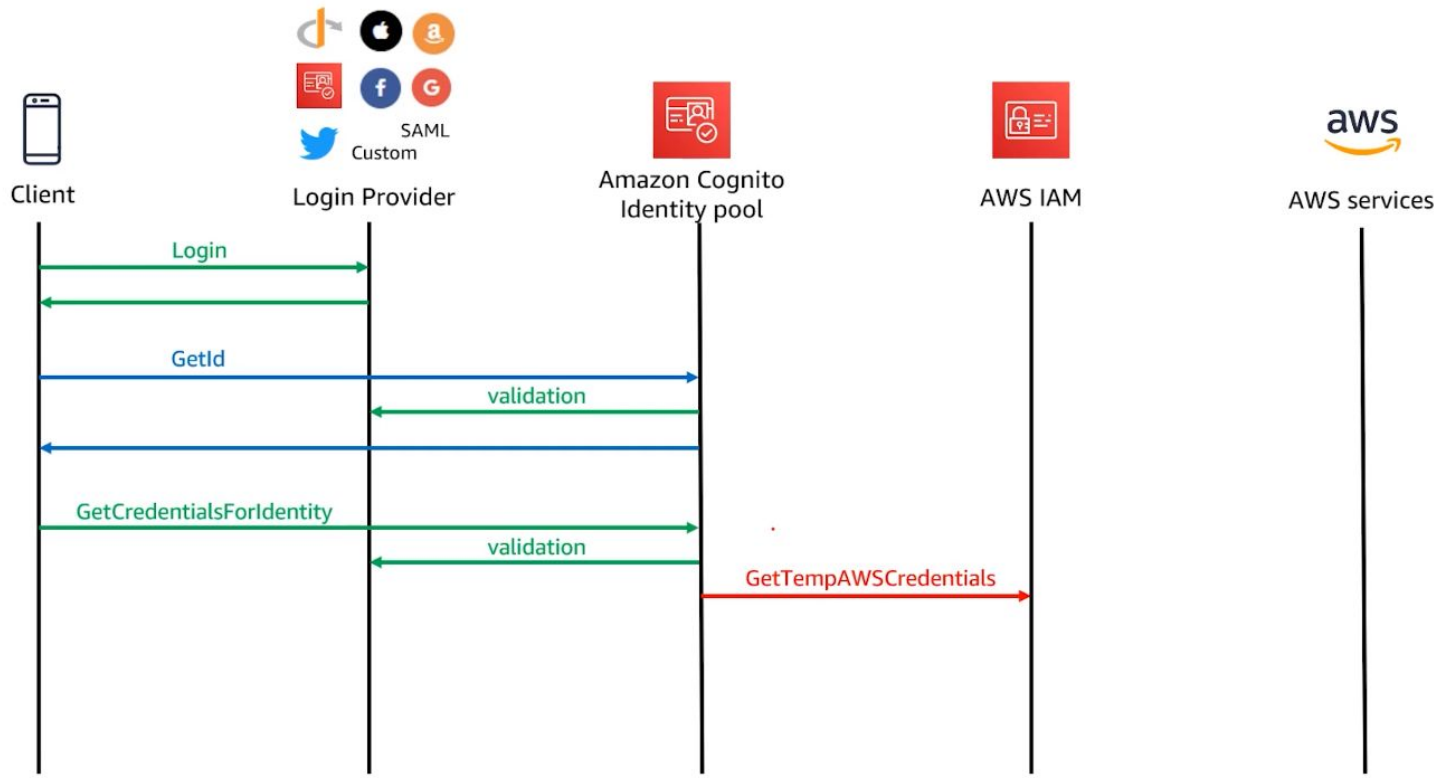 SAML
Custom
aws
Client
Login Provider
Amazon Cognito
Identity pool
AWS IAM
AWS services
Login
GetId
validation
GetCredentialsForIdentity
validation
GetTempAWSCredentials